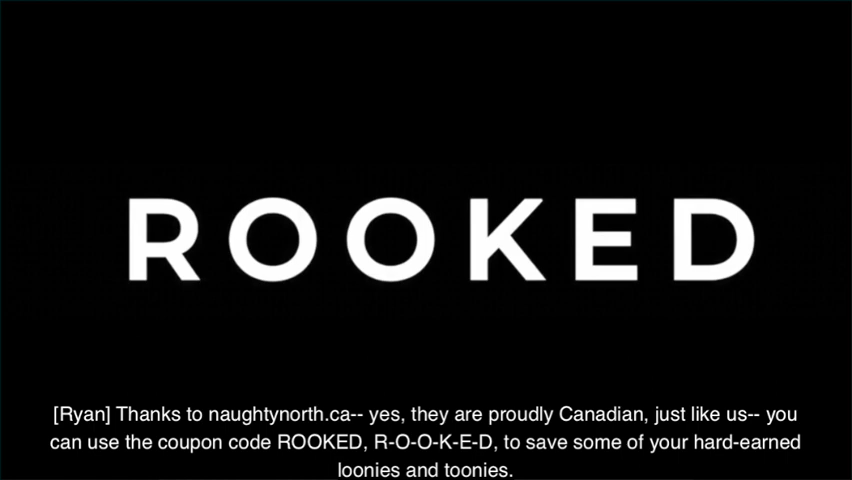 ROOKED
[Ryan] Thanks to naughtynorth.ca-- yes, they are proudly Canadian, just like us-- you
can use the coupon code ROOKED, R-O-O-K-E-D, to save some of your hard-earned
loonies and toonies.